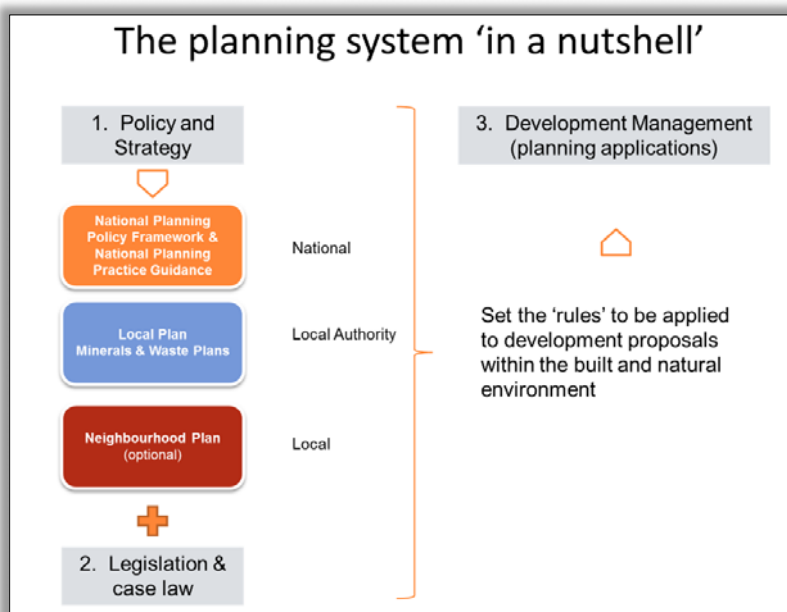 The planning system ‘in a nutshell’
1. Policy and
Strategy
National Planning
Policy Framework &
National Planning
Practice Guidance
National
Local Plan
Minerals & Waste Plans
Local Authority
Neighbourhood Plan
(optional)
Local
2. Legislation &
case law
3. Development Management
(planning applications)
Set the ‘rules’ to be applied
to development proposals
within the built and natural
environment